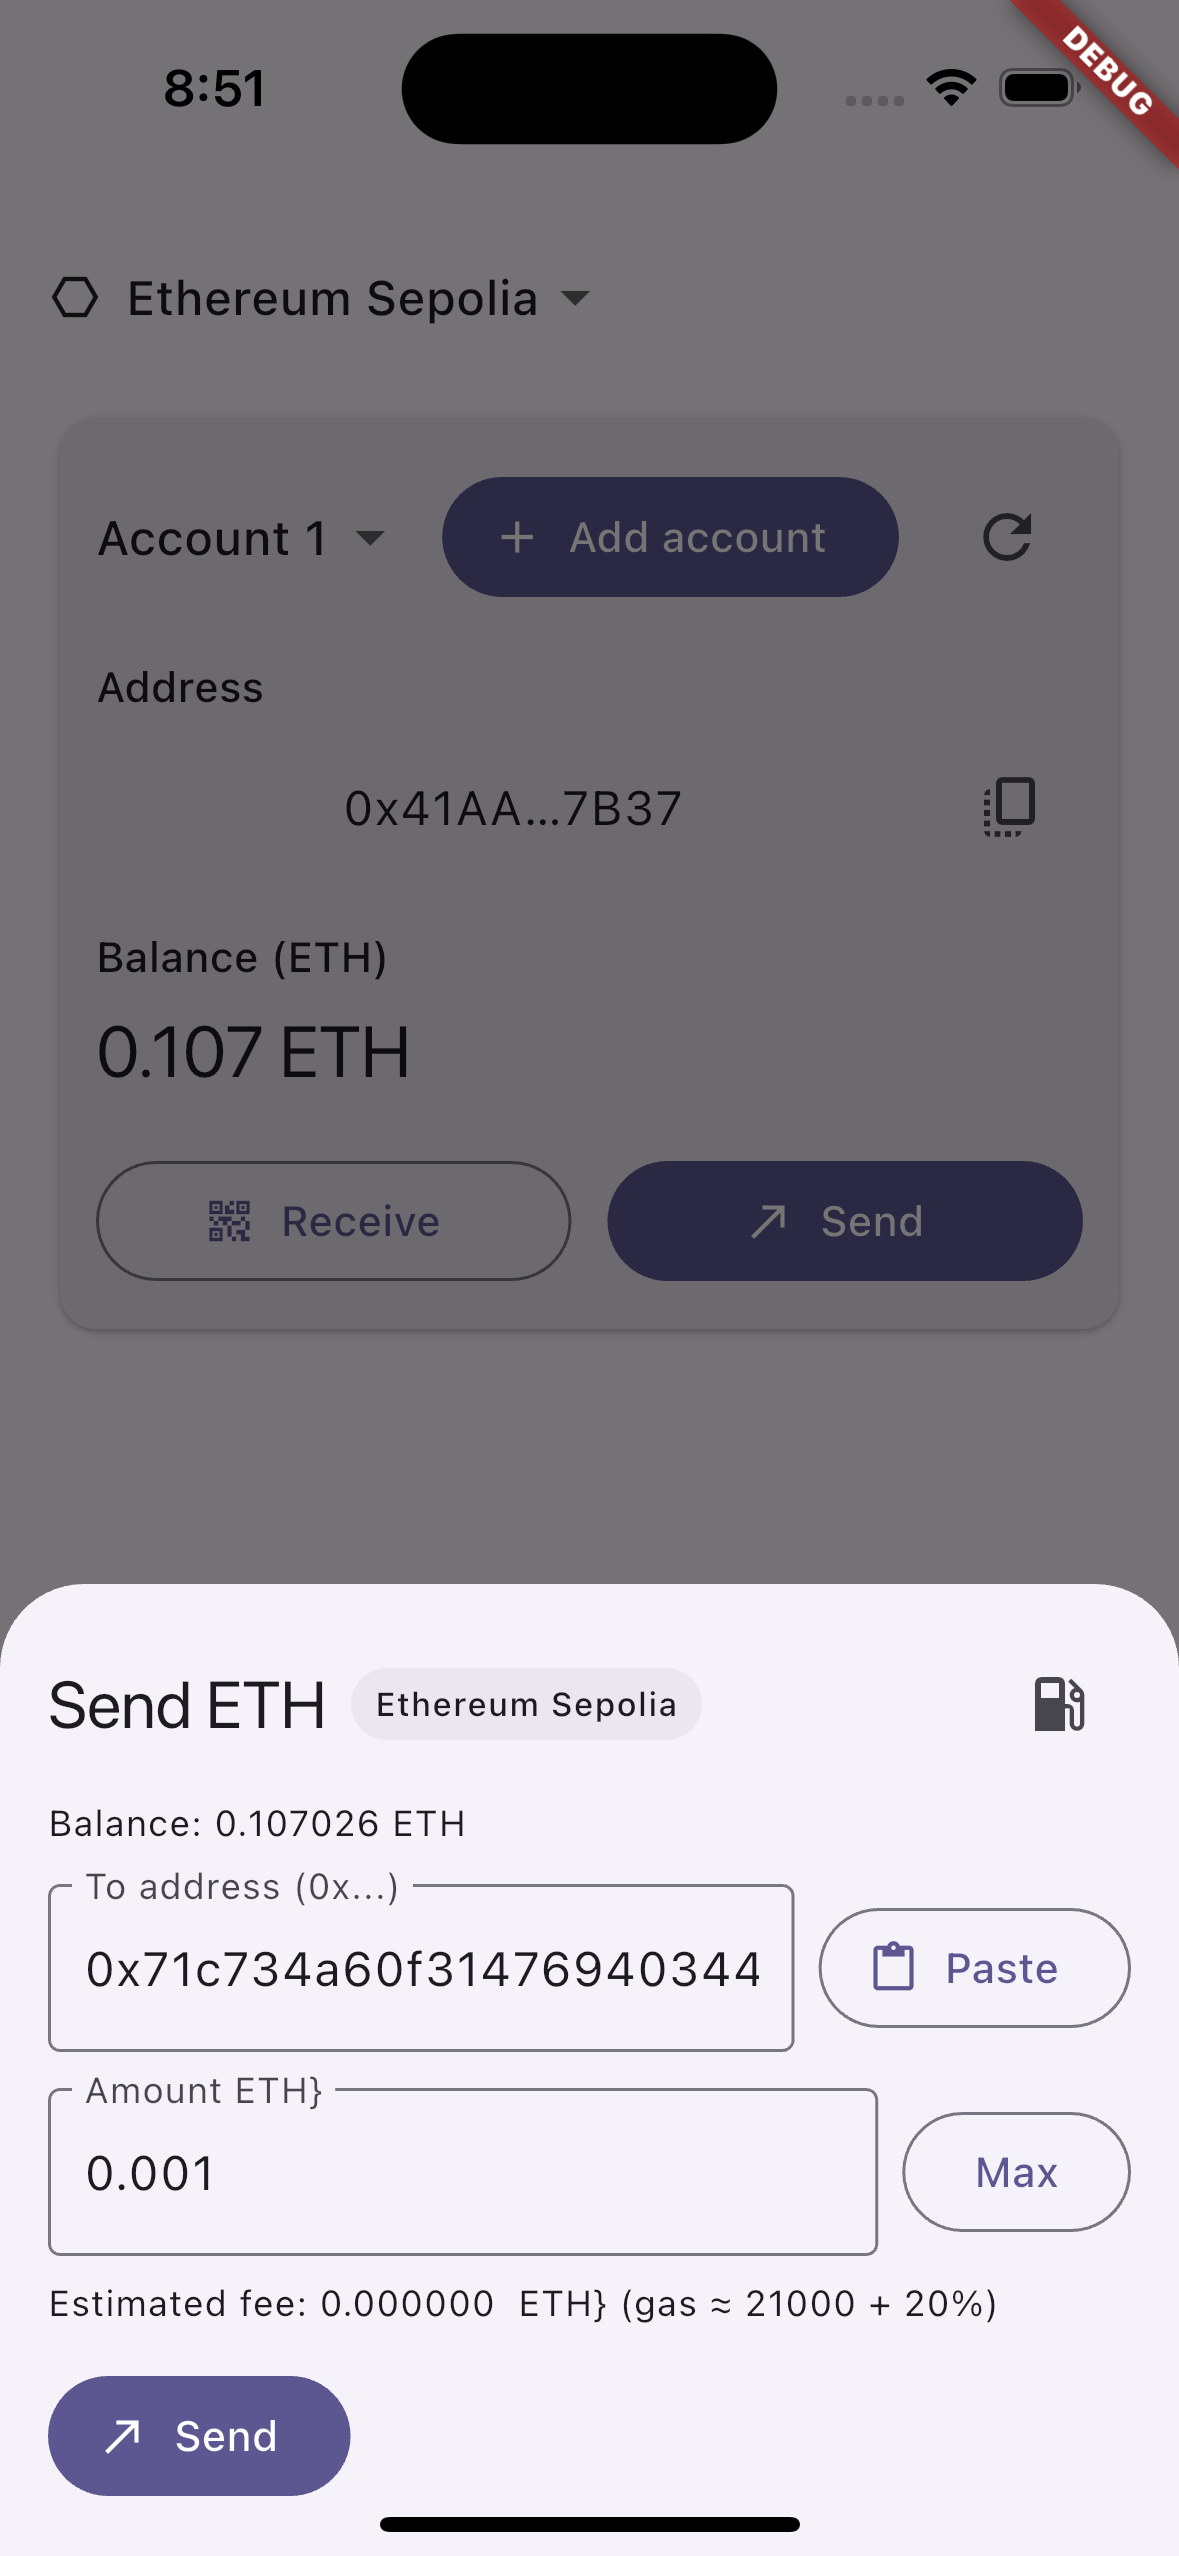 8:51
DEBUG
Ethereum Sepolia
Account 1
Add account
Address
0x41AA...7B37
Balance (ETH)
0.107 ETH
Receive
Send
Send ETH
Ethereum Sepolia
Balance: 0.107026 ETH
To address (0x...)
0x71c734a60f31476940344
Paste
Amount ETH}
0.001
Max
Estimated fee: 0.000000  ETH} (gas ≈ 21000 + 20%)
Send